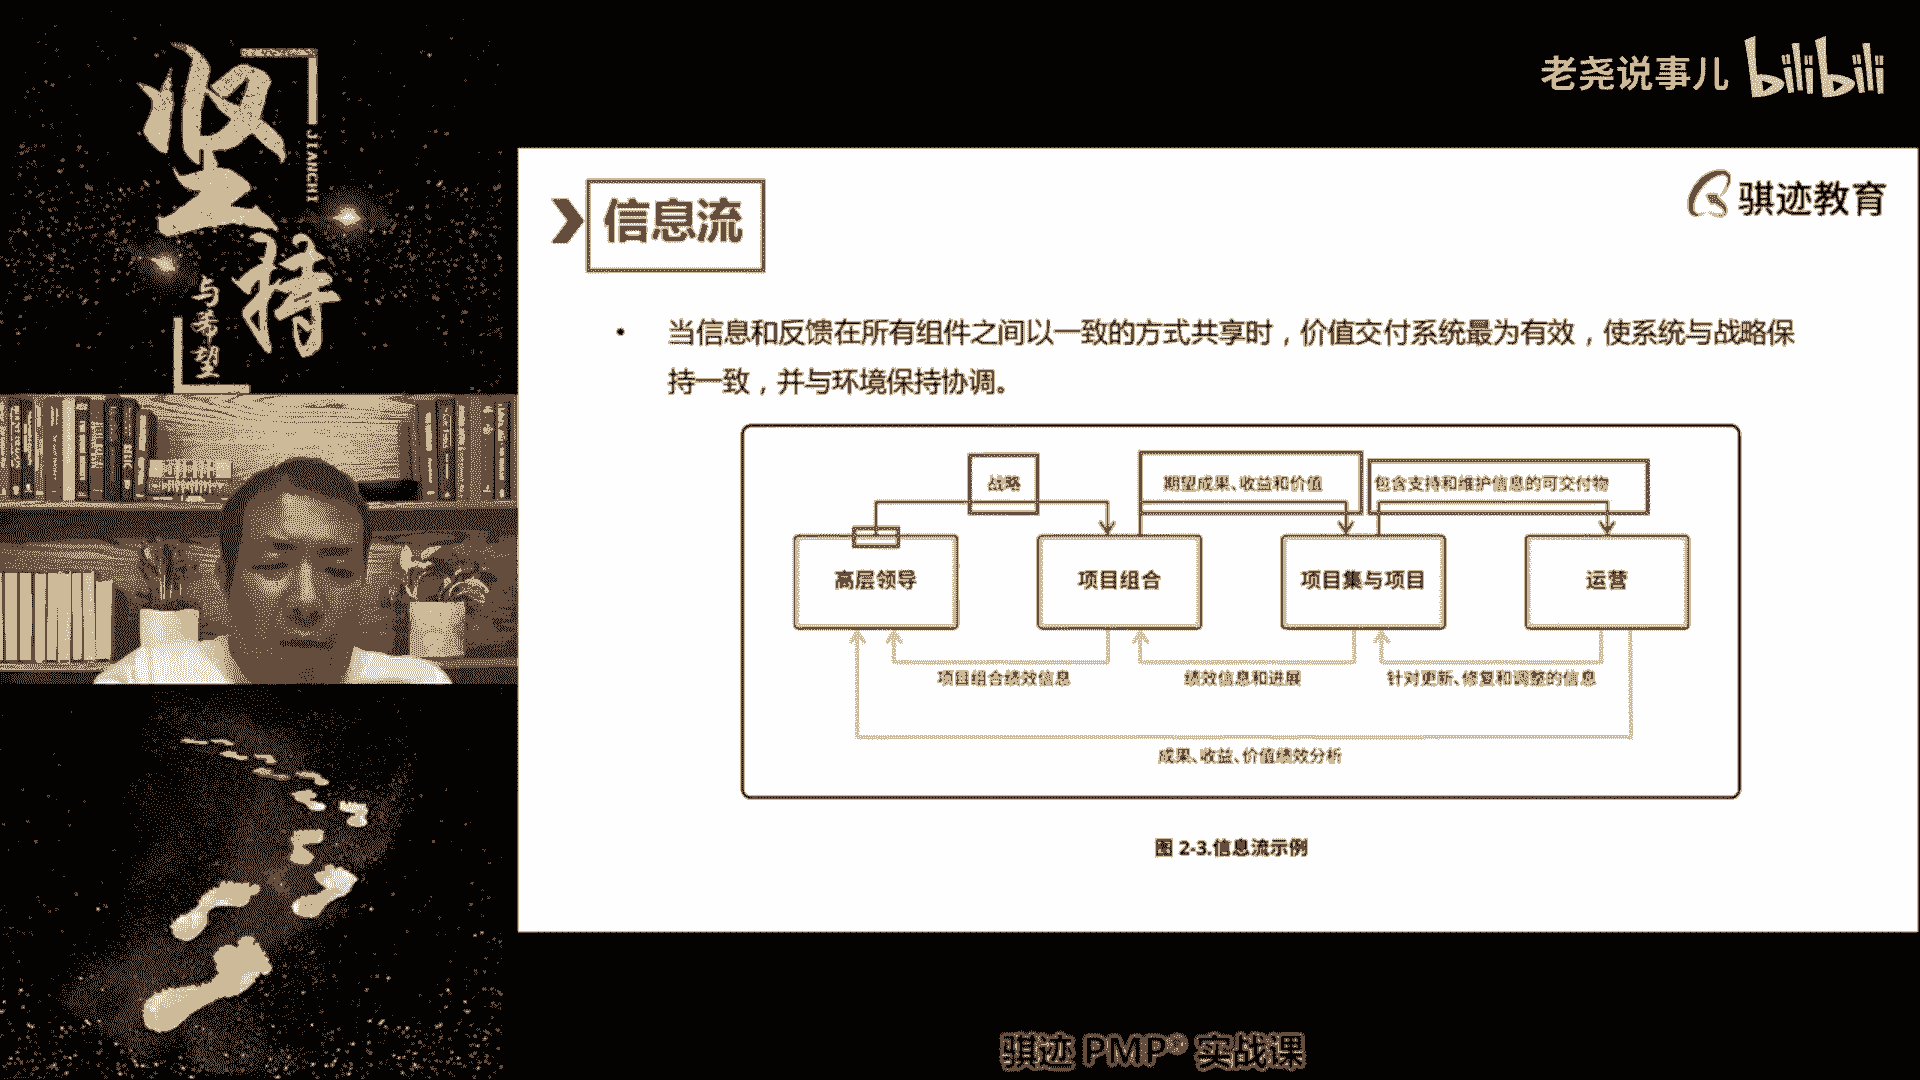 坚持
JIANCHI
与希望
老尧说事儿 bilibili
骐迹教育
信息流
当信息和反馈在所有组件之间以一致的方式共享时，价值交付系统最为有效，使系统与战略保
持一致，并与环境保持协调。
战略
期望成果、收益和价值
包含支持和维护信息的可交付物
高层领导
项目组合
项目集与项目
运营
项目组合绩效信息
绩效信息和进展
针对更新、修复和调整的信息
成果、收益、价值绩效分析
图 2-3.信息流示例
骐迹 PMP® 实战课